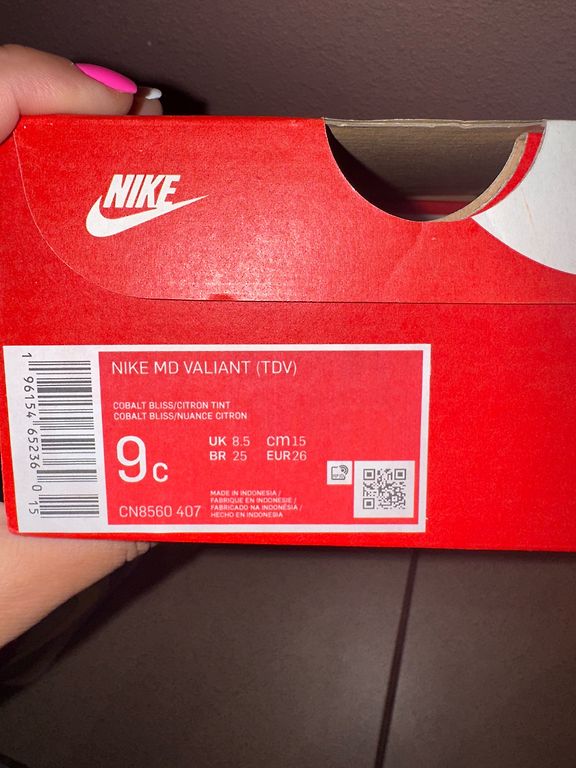 NIKE
NIKE MD VALIANT (TDV)
COBALT BLISS/CITRON TINT
COBALT BLISS/NUANCE CITRON
9C
UK 8.5 cm 15
BR 25 EUR 26
CN8560 407
MADE IN INDONESIA/
FABRIQUE EN INDONESIE/
FABRICADO NA INDONÉSIA/
HECHO EN INDONESIA
1 96154 65236 0 15